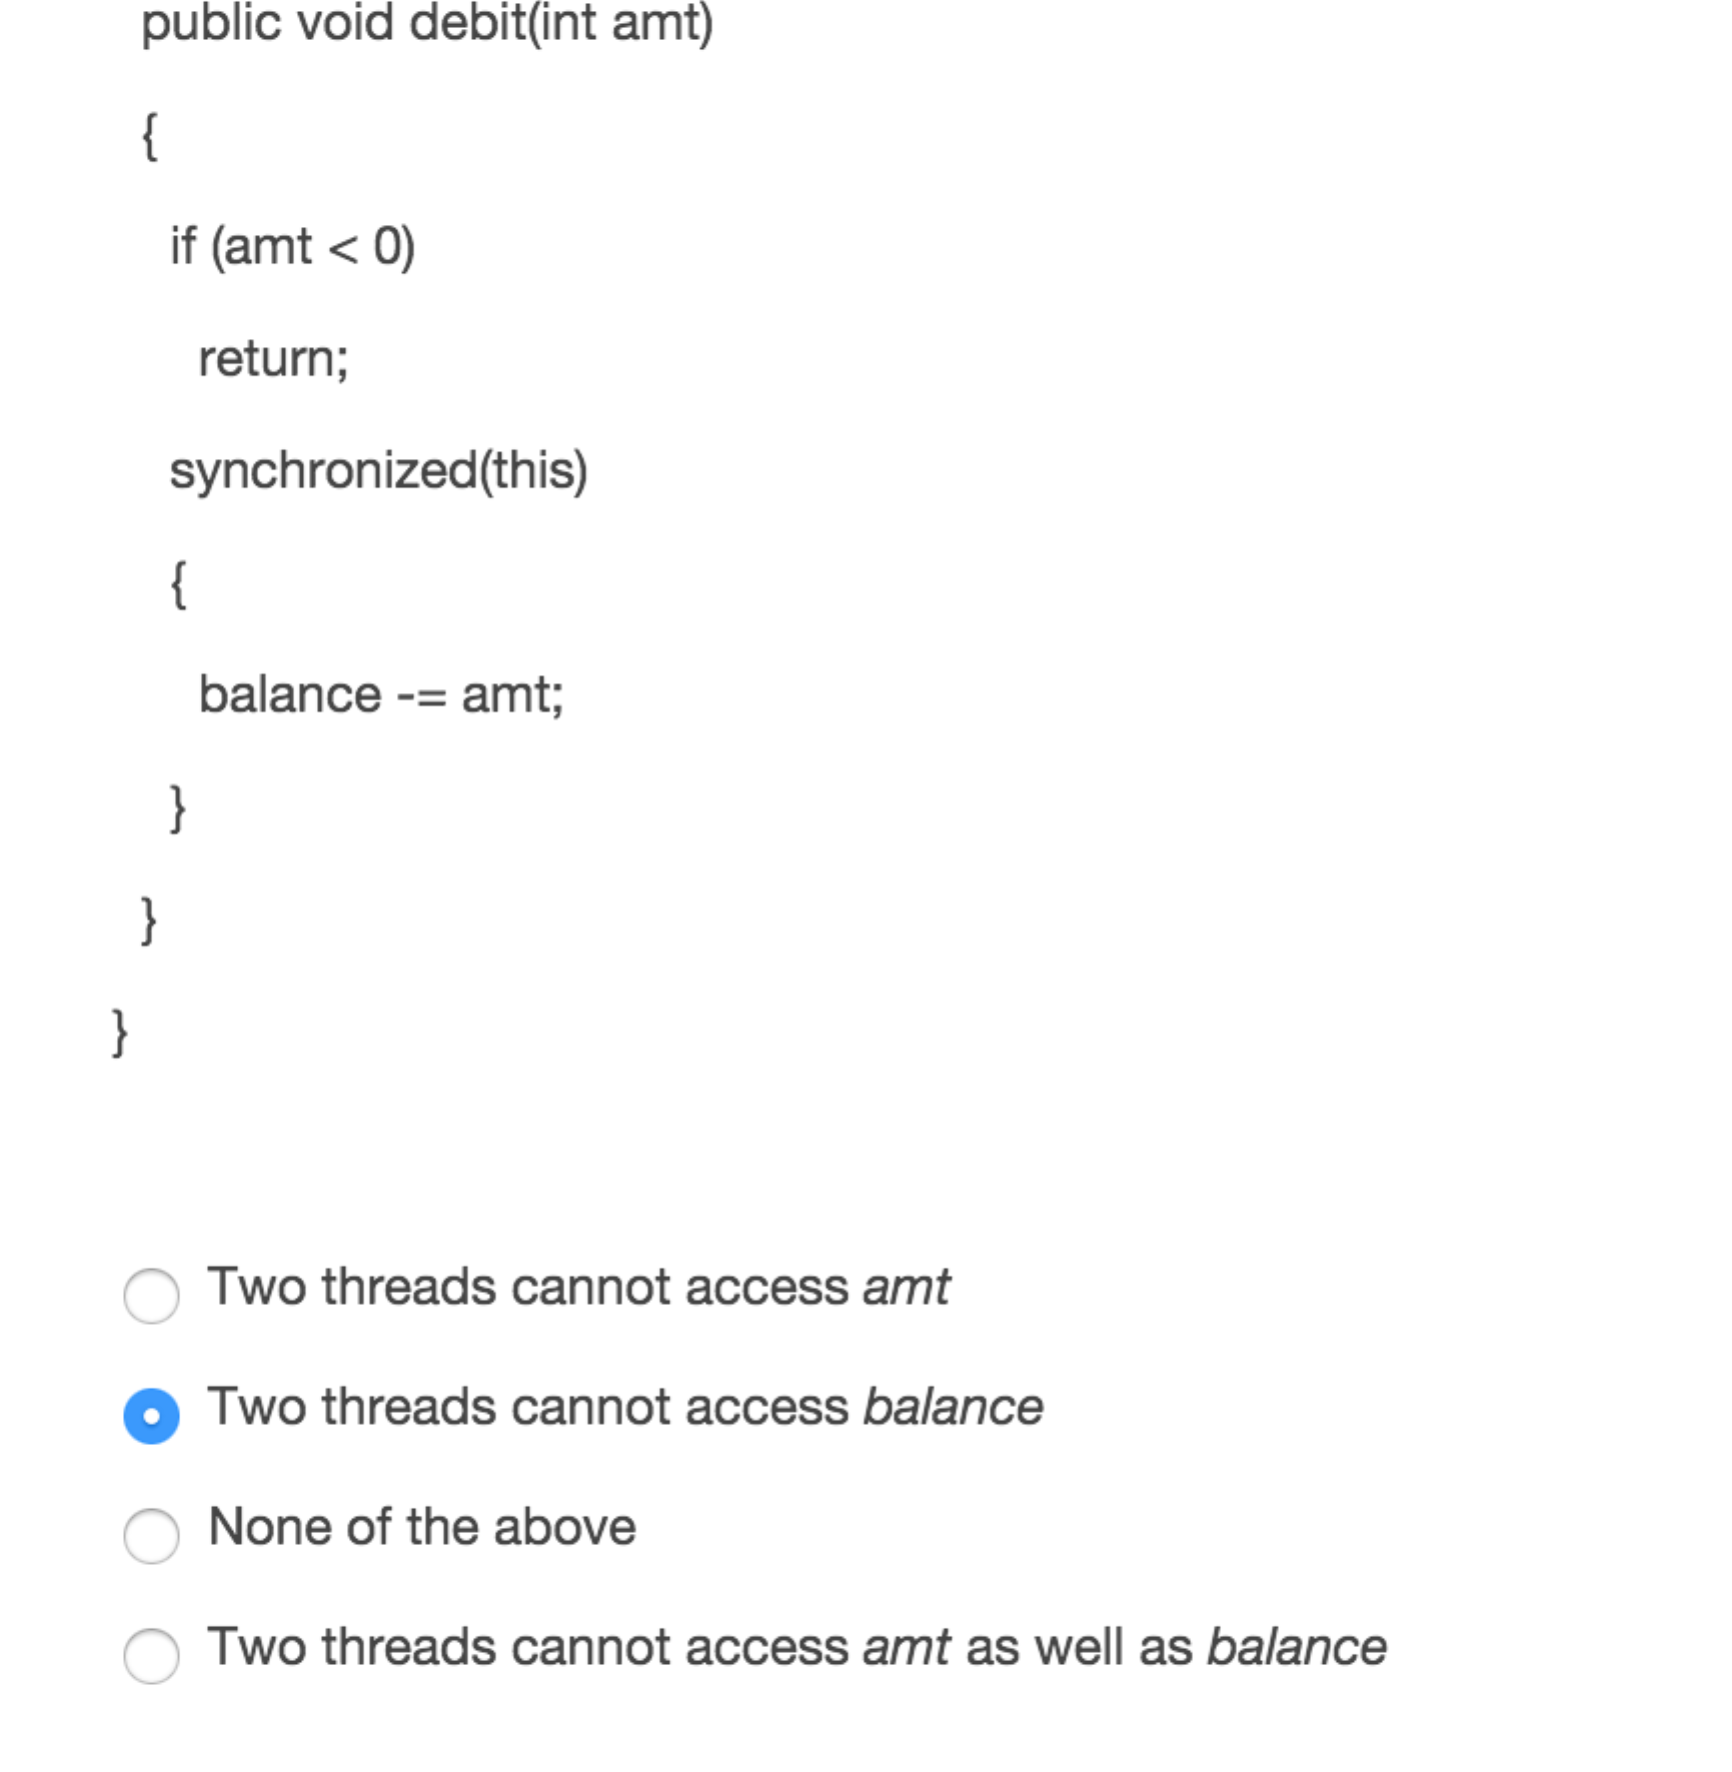 public void debit(int amt)
{
if (amt < 0)
return;
synchronized(this)
{
balance -= amt;
}
}
}
Two threads cannot access amt
Two threads cannot access balance
None of the above
Two threads cannot access amt as well as balance